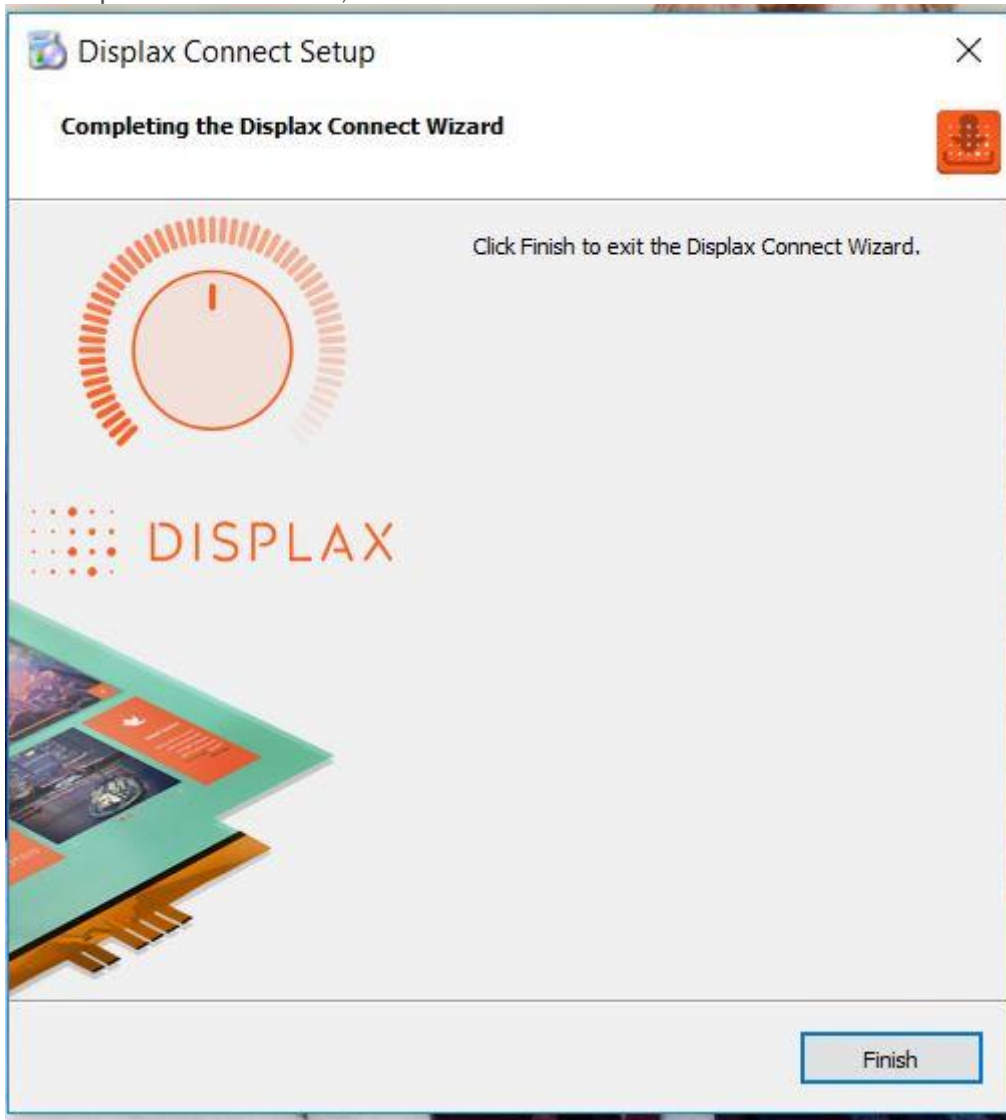 Displax Connect Setup
Completing the Displax Connect Wizard
Click Finish to exit the Displax Connect Wizard.
DISPLAX
Finish